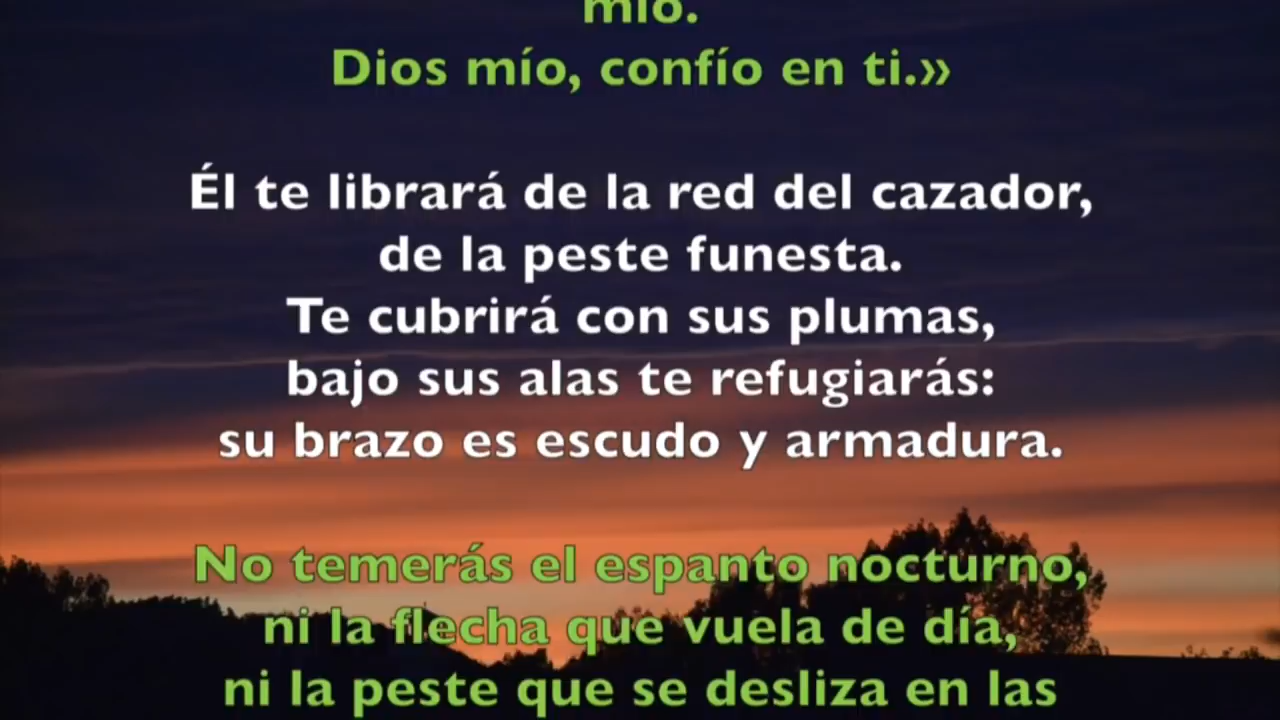 mío.
Dios mío, confío en ti.»
Él te librará de la red del cazador,
de la peste funesta.
Te cubrirá con sus plumas,
bajo sus alas te refugiarás:
su brazo es escudo y armadura.
No temerás el espanto nocturno,
ni la flecha que vuela de día,
ni la peste que se desliza en las